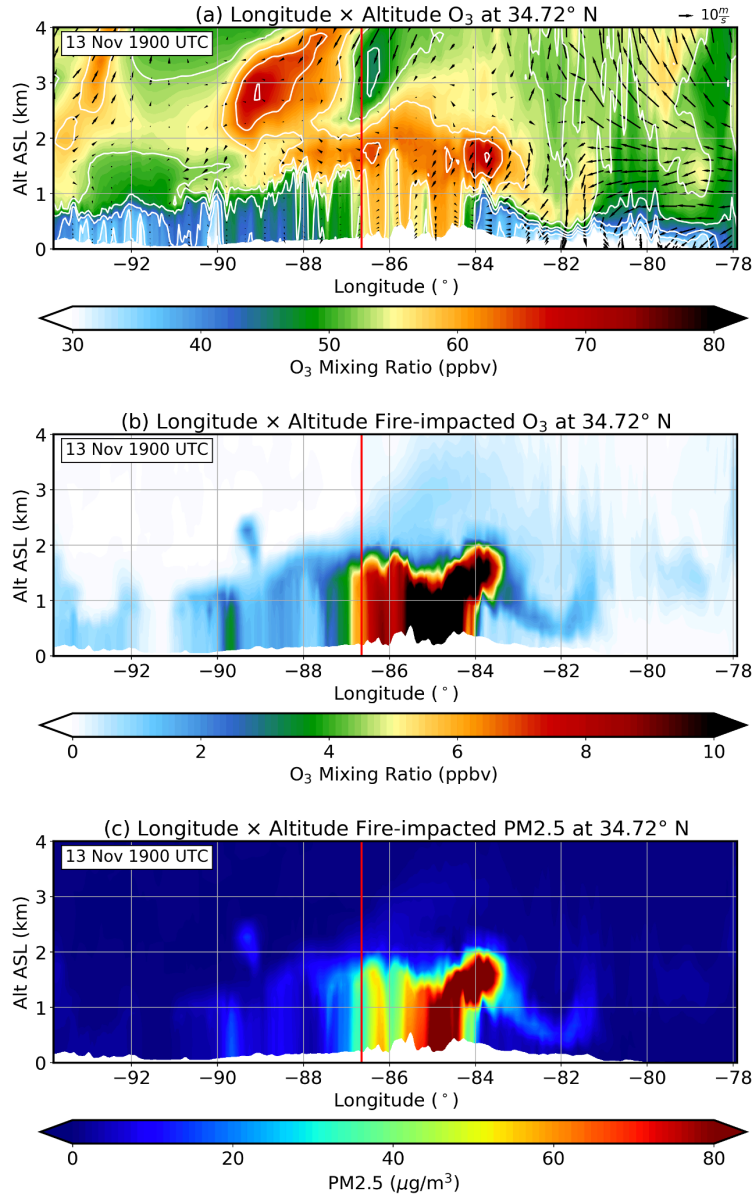 (a) Longitude × Altitude O₃ at 34.72° N
10 m/s
13 Nov 1900 UTC
4
3
2
1
0
Alt ASL (km)
−92 −90 −88 −86 −84 −82 −80 −78
Longitude (°)
30 40 50 60 70 80
O₃ Mixing Ratio (ppbv)
(b) Longitude × Altitude Fire-impacted O₃ at 34.72° N
13 Nov 1900 UTC
4
3
2
1
0
Alt ASL (km)
−92 −90 −88 −86 −84 −82 −80 −78
Longitude (°)
0 2 4 6 8 10
O₃ Mixing Ratio (ppbv)
(c) Longitude × Altitude Fire-impacted PM2.5 at 34.72° N
13 Nov 1900 UTC
4
3
2
1
0
Alt ASL (km)
−92 −90 −88 −86 −84 −82 −80 −78
Longitude (°)
0 20 40 60 80
PM2.5 (μg/m³)